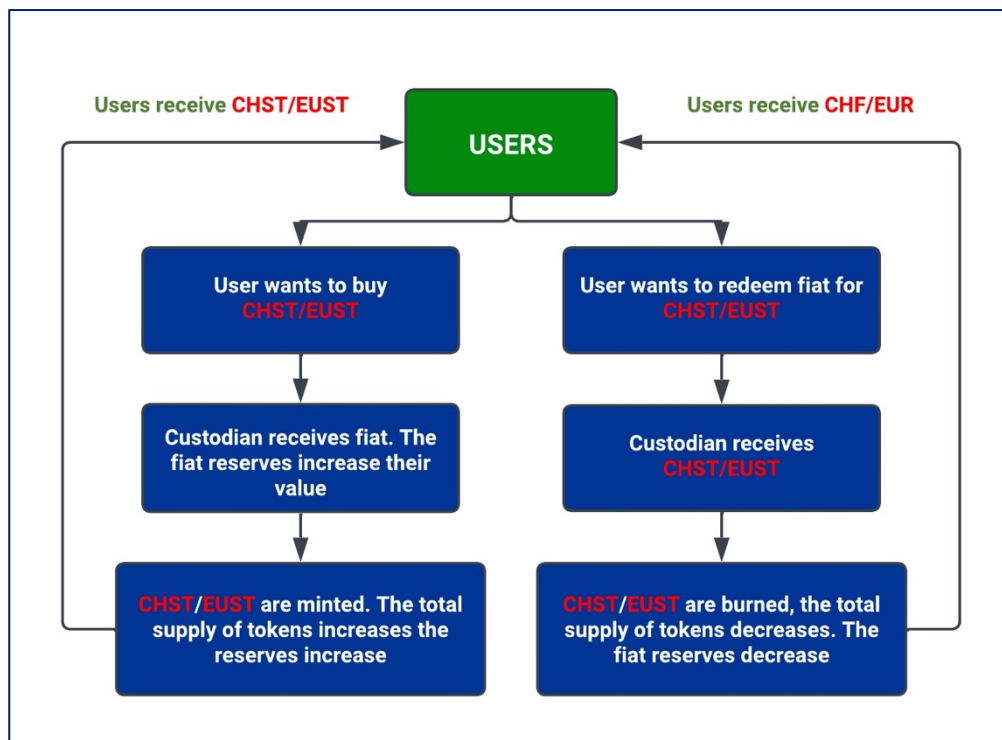 Users receive CHST/EUST
Users receive CHF/EUR
USERS
User wants to buy
CHST/EUST
User wants to redeem fiat for
CHST/EUST
Custodian receives fiat. The
fiat reserves increase their
value
Custodian receives
CHST/EUST
CHST/EUST are minted. The total
supply of tokens increases the
reserves increase
CHST/EUST are burned, the total
supply of tokens decreases. The
fiat reserves decrease